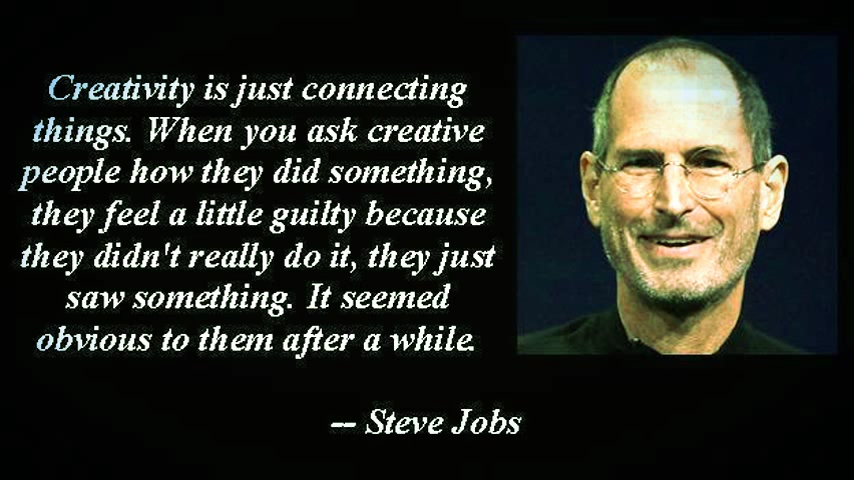 Creativity is just connecting
things. When you ask creative
people how they did something,
they feel a little guilty because
they didn't really do it, they just
saw something. It seemed
obvious to them after a while.
-- Steve Jobs